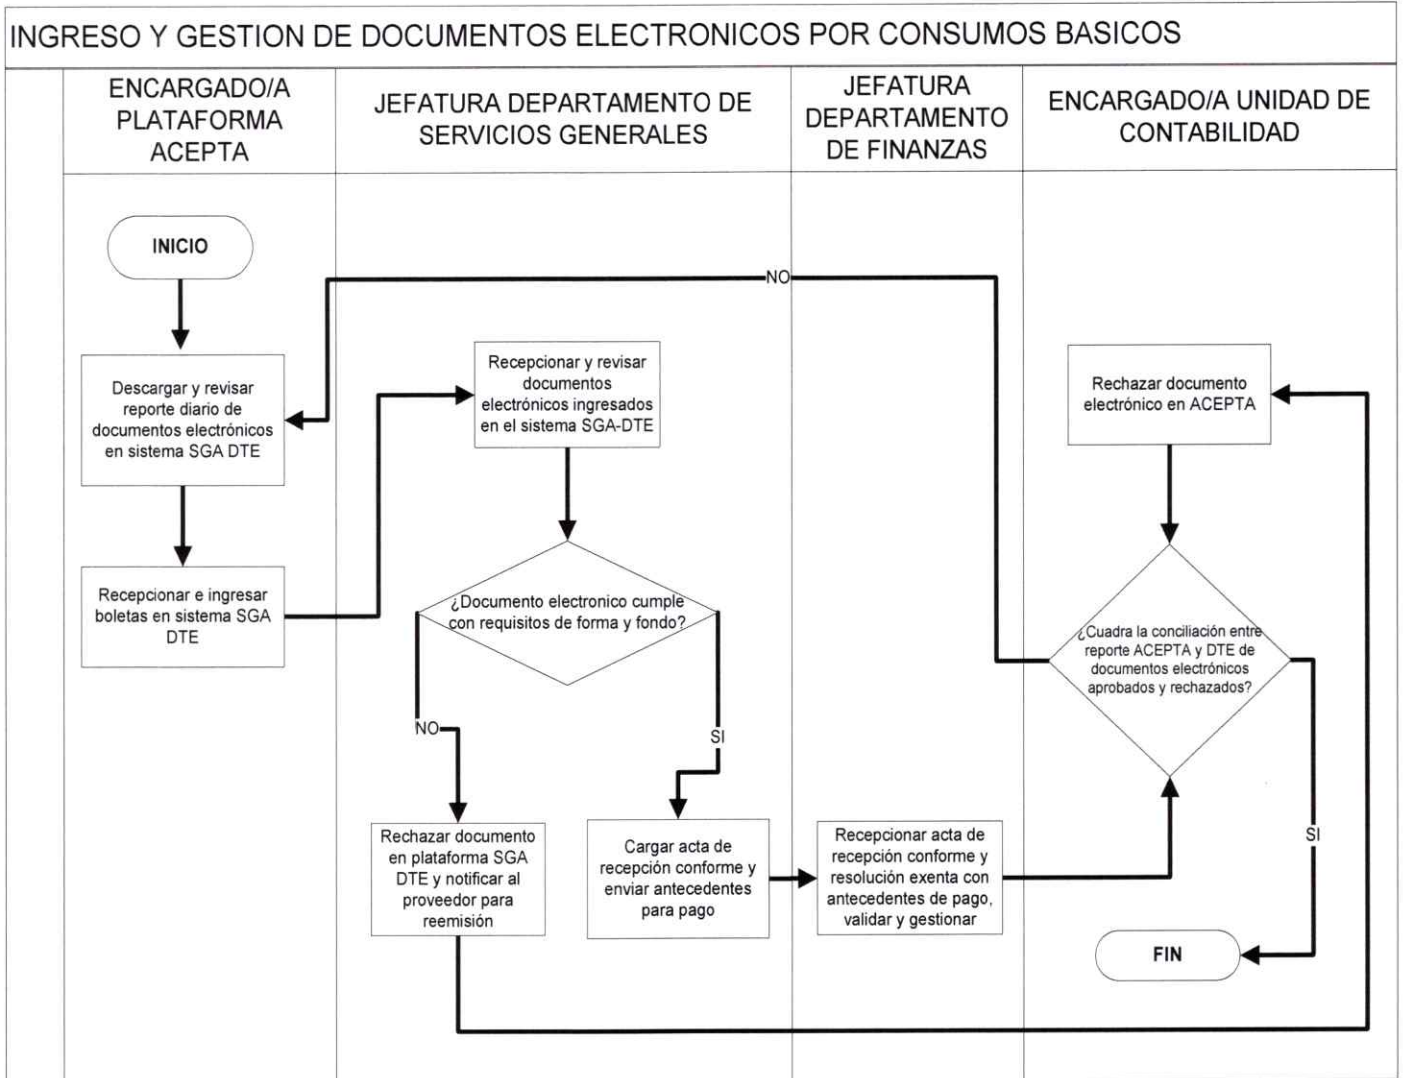 INGRESO Y GESTION DE DOCUMENTOS ELECTRONICOS POR CONSUMOS BASICOS
ENCARGADO/A
PLATAFORMA
ACEPTA
JEFATURA DEPARTAMENTO DE
SERVICIOS GENERALES
JEFATURA
DEPARTAMENTO
DE FINANZAS
ENCARGADO/A UNIDAD DE
CONTABILIDAD
INICIO
NO
Descargar y revisar
reporte diario de
documentos electrónicos
en sistema SGA DTE
Recepcionar y revisar
documentos
electrónicos ingresados
en el sistema SGA-DTE
Rechazar documento
electrónico en ACEPTA
Recepcionar e ingresar
boletas en sistema SGA
DTE
¿Documento electronico cumple
con requisitos de forma y fondo?
¿Cuadra la conciliación entre
reporte ACEPTA y DTE de
documentos electrónicos
aprobados y rechazados?
NO
SI
Rechazar documento
en plataforma SGA
DTE y notificar al
proveedor para
reemisión
Cargar acta de
recepción conforme y
enviar antecedentes
para pago
Recepcionar acta de
recepción conforme y
resolución exenta con
antecedentes de pago,
validar y gestionar
SI
FIN